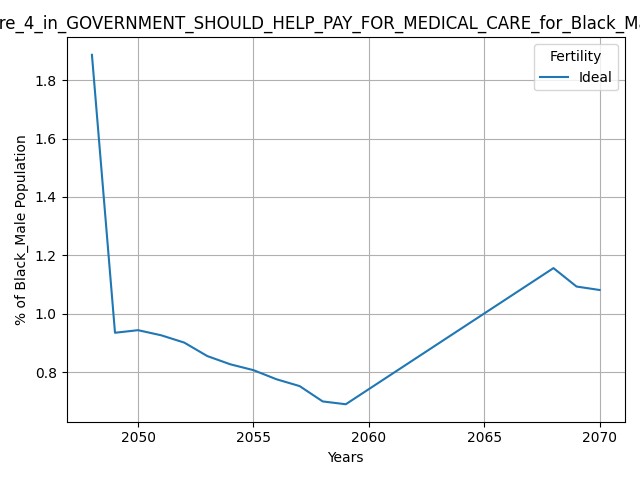 re_4_in_GOVERNMENT_SHOULD_HELP_PAY_FOR_MEDICAL_CARE_for_Black_Ma
Fertility
Ideal
% of Black_Male Population
1.8
1.6
1.4
1.2
1.0
0.8
2050
2055
2060
2065
2070
Years